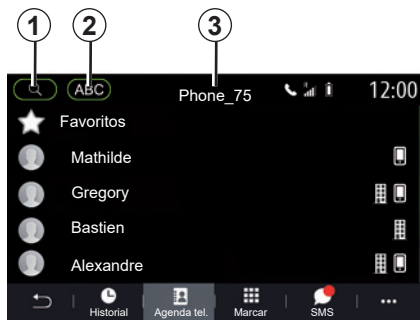 1 2 3
ABC Phone_75 12:00
Favoritos
Mathilde
Gregory
Bastien
Alexandre
Historial Agenda tel. Marcar SMS